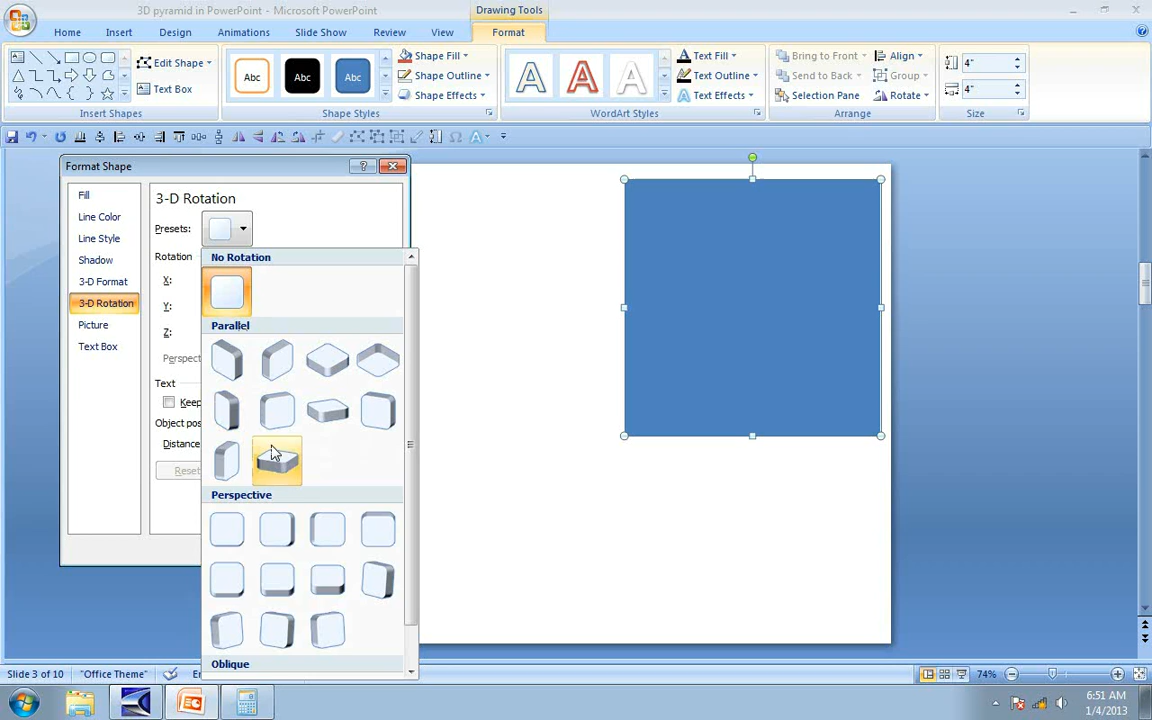 3D pyramid in PowerPoint - Microsoft PowerPoint
Drawing Tools
Home
Insert
Design
Animations
Slide Show
Review
View
Format
Edit Shape
Text Box
Insert Shapes
Abc
Abc
Abc
Shape Fill
Shape Outline
Shape Effects
Shape Styles
A
A
A
Text Fill
Text Outline
Text Effects
WordArt Styles
Bring to Front
Send to Back
Selection Pane
Align
Group
Rotate
Arrange
4"
4"
Size
Format Shape
Fill
Line Color
Line Style
Shadow
3-D Format
3-D Rotation
Picture
Text Box
3-D Rotation
Presets:
Rotation
X:
Y:
Z:
Text
Object pos
Distance
Reset
No Rotation
Parallel
Perspective
Oblique
Slide 3 of 10
"Office Theme"
74%
6:51 AM
1/4/2013